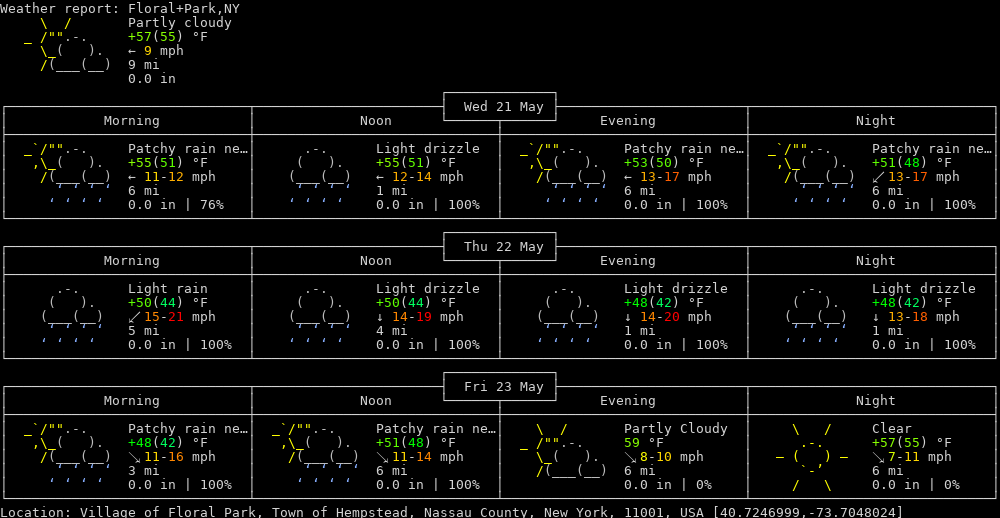 Weather report: Floral+Park,NY
Partly cloudy
+57(55) °F
← 9 mph
9 mi
0.0 in
Wed 21 May
Morning Noon Evening Night
Patchy rain ne… Light drizzle Patchy rain ne… Patchy rain ne…
+55(51) °F +55(51) °F +53(50) °F +51(48) °F
← 11-12 mph ← 12-14 mph ← 13-17 mph ↙ 13-17 mph
6 mi 1 mi 6 mi 6 mi
0.0 in | 76% 0.0 in | 100% 0.0 in | 100% 0.0 in | 100%
Thu 22 May
Morning Noon Evening Night
Light rain Light drizzle Light drizzle Light drizzle
+50(44) °F +50(44) °F +48(42) °F +48(42) °F
↙ 15-21 mph ↓ 14-19 mph ↓ 14-20 mph ↓ 13-18 mph
5 mi 4 mi 1 mi 1 mi
0.0 in | 100% 0.0 in | 100% 0.0 in | 100% 0.0 in | 100%
Fri 23 May
Morning Noon Evening Night
Patchy rain ne… Patchy rain ne… Partly Cloudy Clear
+48(42) °F +51(48) °F 59 °F +57(55) °F
↘ 11-16 mph ↘ 11-14 mph ↘ 8-10 mph ↘ 7-11 mph
3 mi 6 mi 6 mi 6 mi
0.0 in | 100% 0.0 in | 100% 0.0 in | 0% 0.0 in | 0%
Location: Village of Floral Park, Town of Hempstead, Nassau County, New York, 11001, USA [40.7246999,-73.7048024]